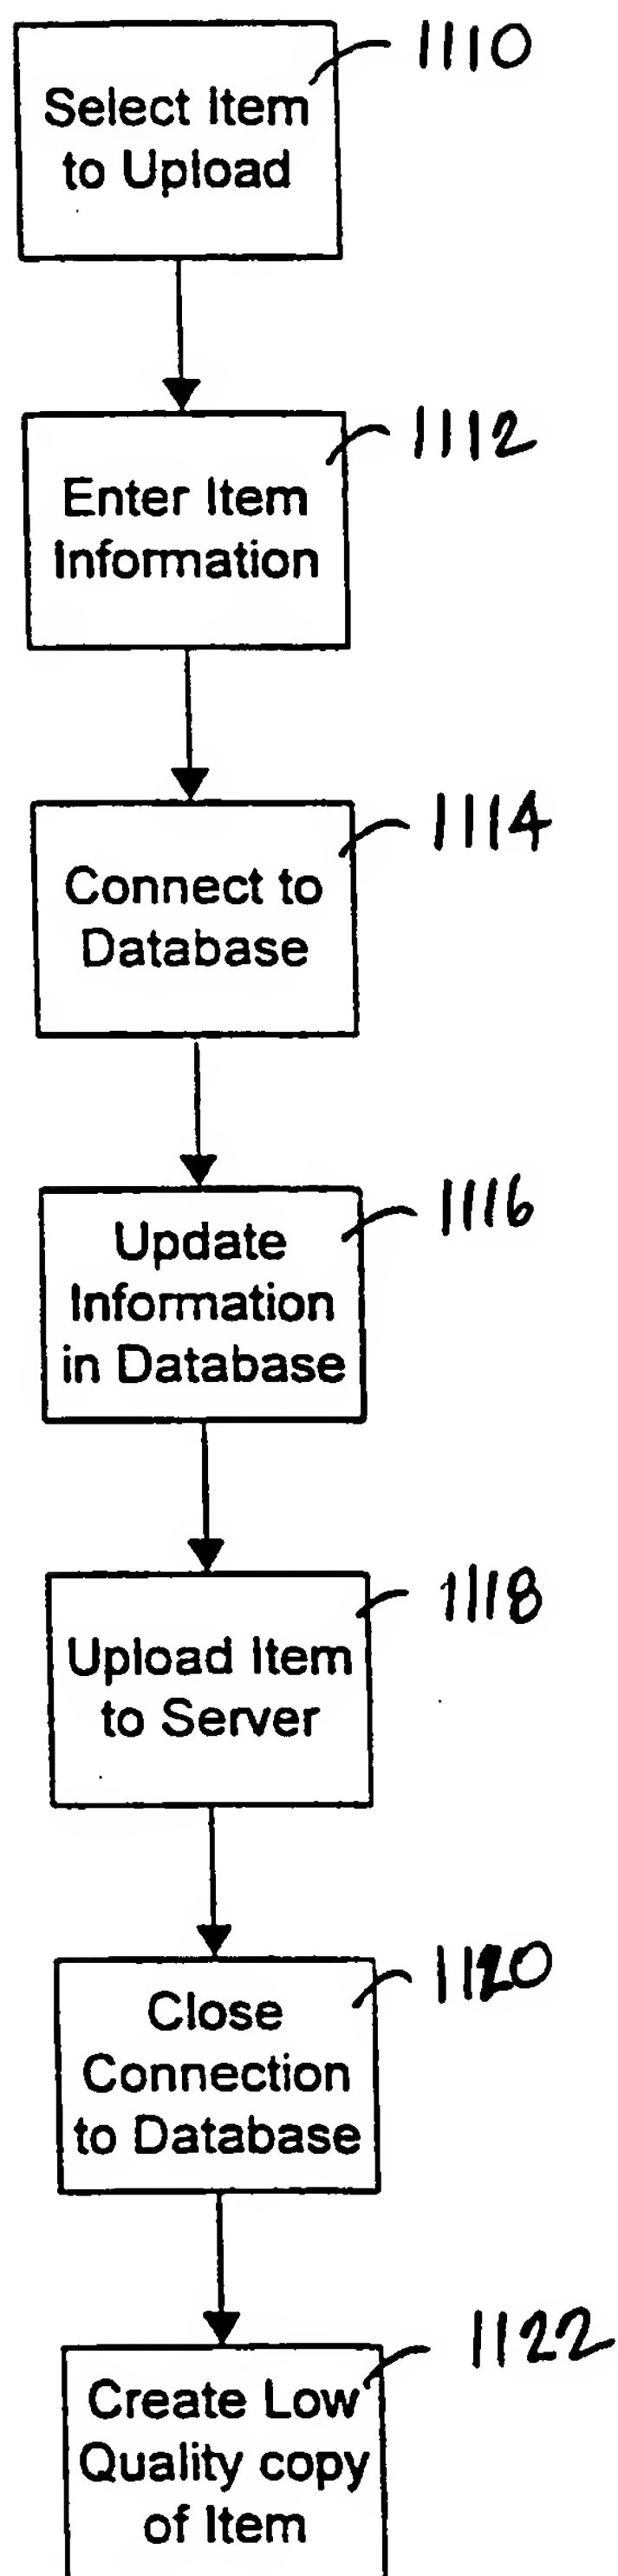 1110
Select Item
to Upload
1112
Enter Item
Information
1114
Connect to
Database
1116
Update
Information
in Database
1118
Upload Item
to Server
1120
Close
Connection
to Database
1122
Create Low
Quality copy
of Item